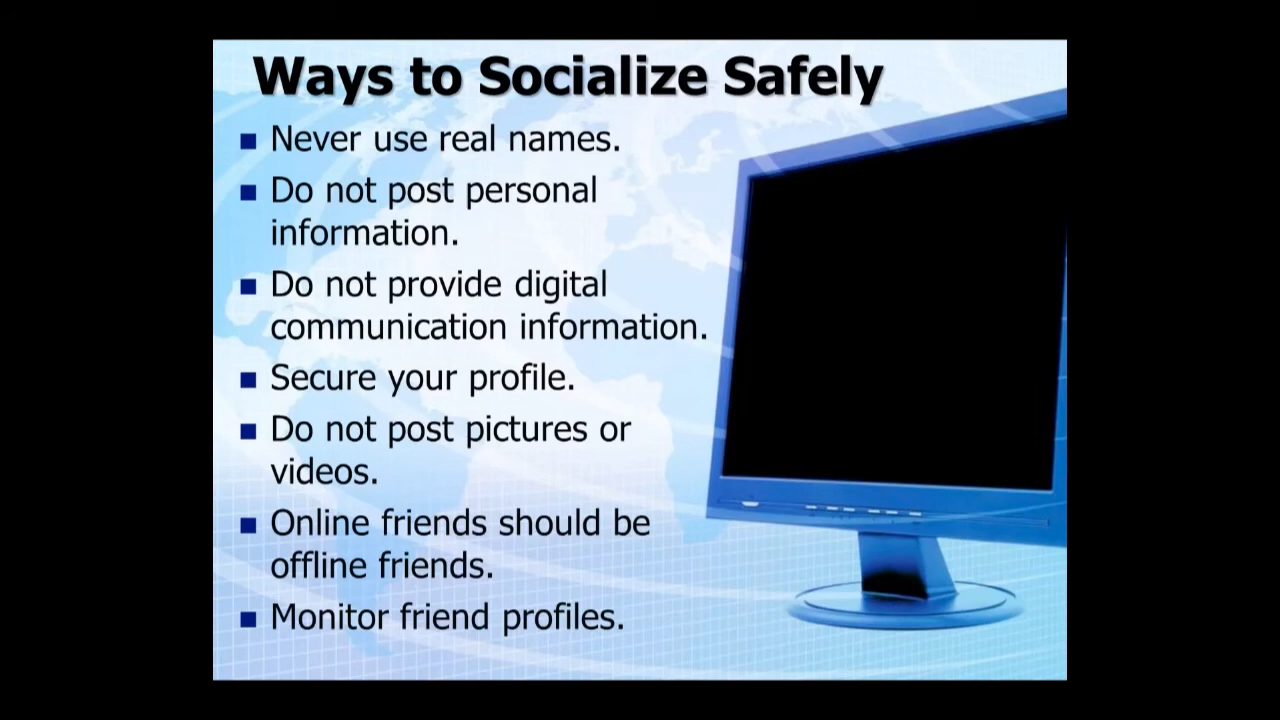 Ways to Socialize Safely
Never use real names.
Do not post personal
information.
Do not provide digital
communication information.
Secure your profile.
Do not post pictures or
videos.
Online friends should be
offline friends.
Monitor friend profiles.